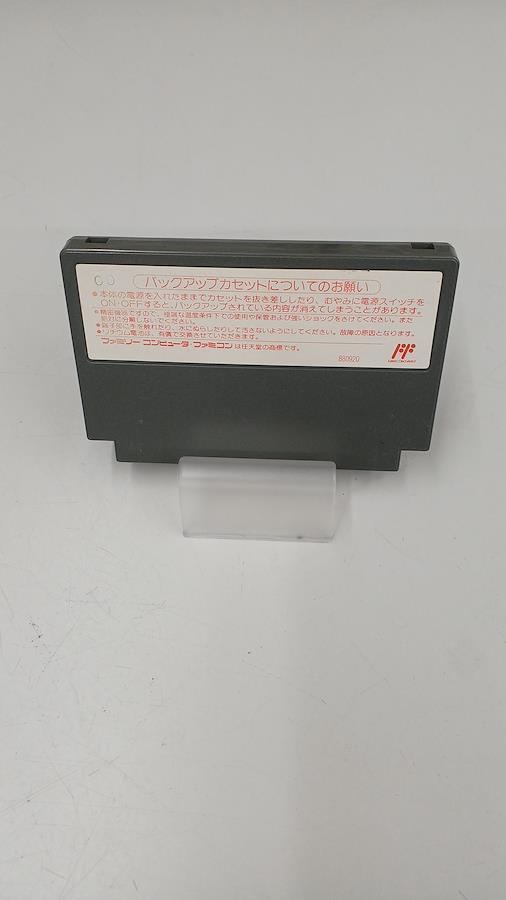 バックアップカセットについてのお願い
●本体の電源を入れたままでカセットを抜き差ししたり、むやみに電源スイッチを
ON・OFFすると、バックアップされている内容が消えてしまうことがあります。
●精密機器ですので、極端な温度条件下での使用や保管および強いショックをさけてください。また
絶対に分解しないでください。
●端子部に手を触れたり、水にぬらしたりして汚さないようにしてください。故障の原因となります。
●リチウム電池は、有償で交換させていただきます。
ファミリー コンピュータ・ファミコンは任天堂の商標です。
880920